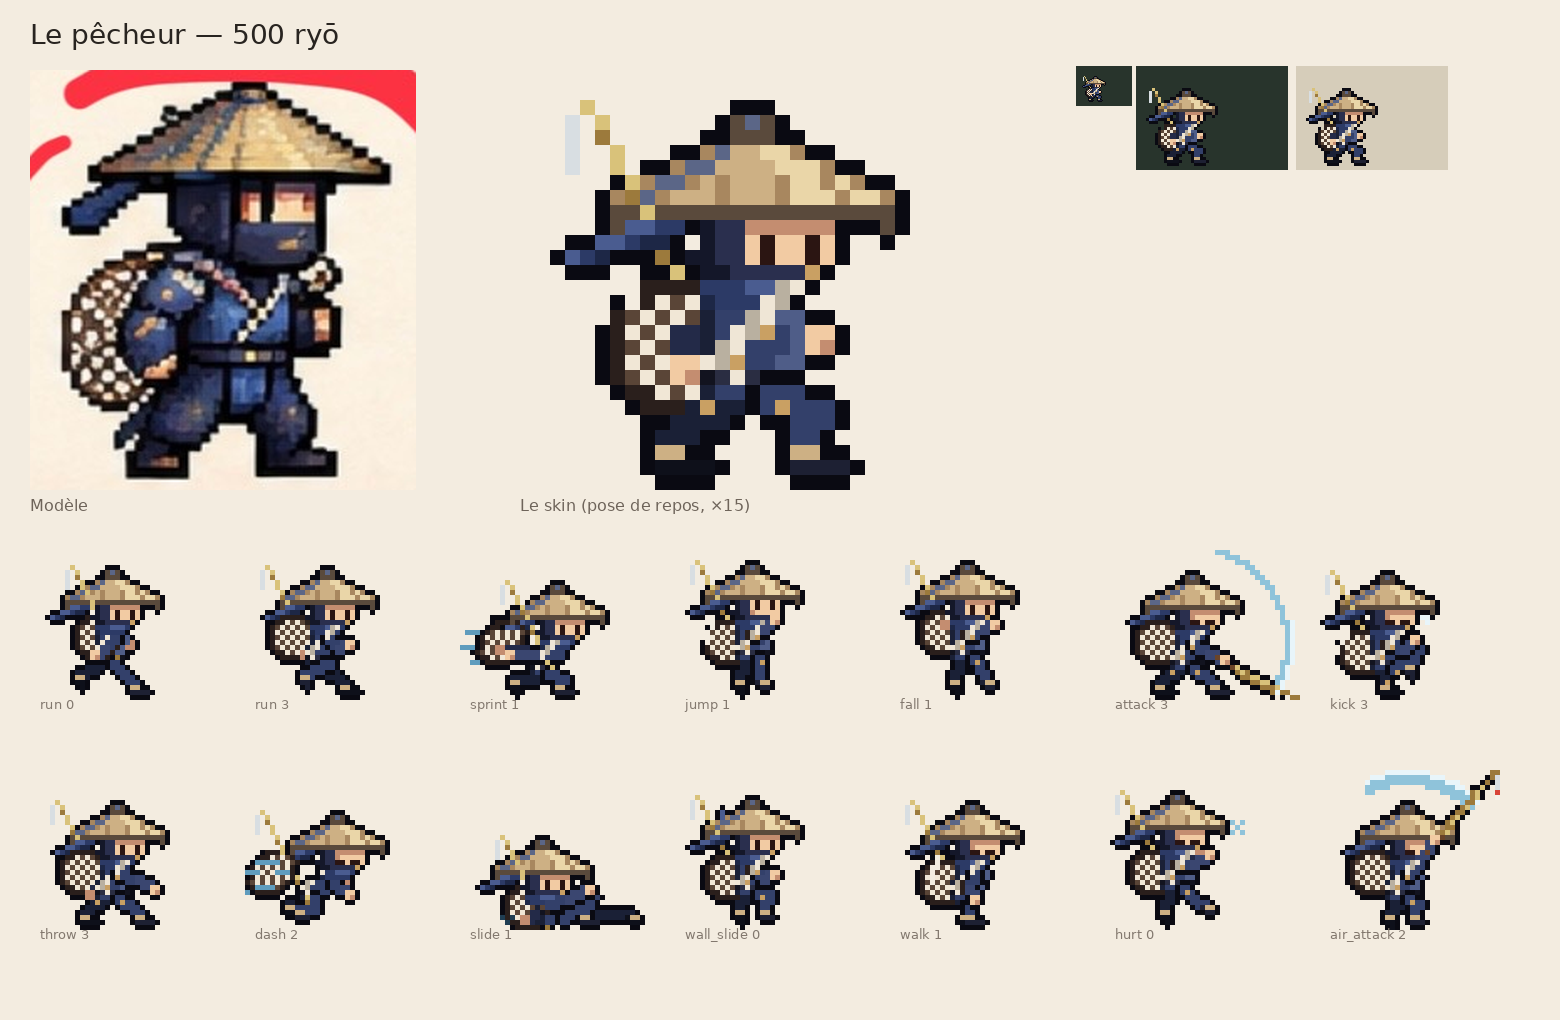 Le pêcheur — 500 ryō
Modèle
Le skin (pose de repos, ×15)
run 0
run 3
sprint 1
jump 1
fall 1
attack 3
kick 3
throw 3
dash 2
slide 1
wall_slide 0
walk 1
hurt 0
air_attack 2